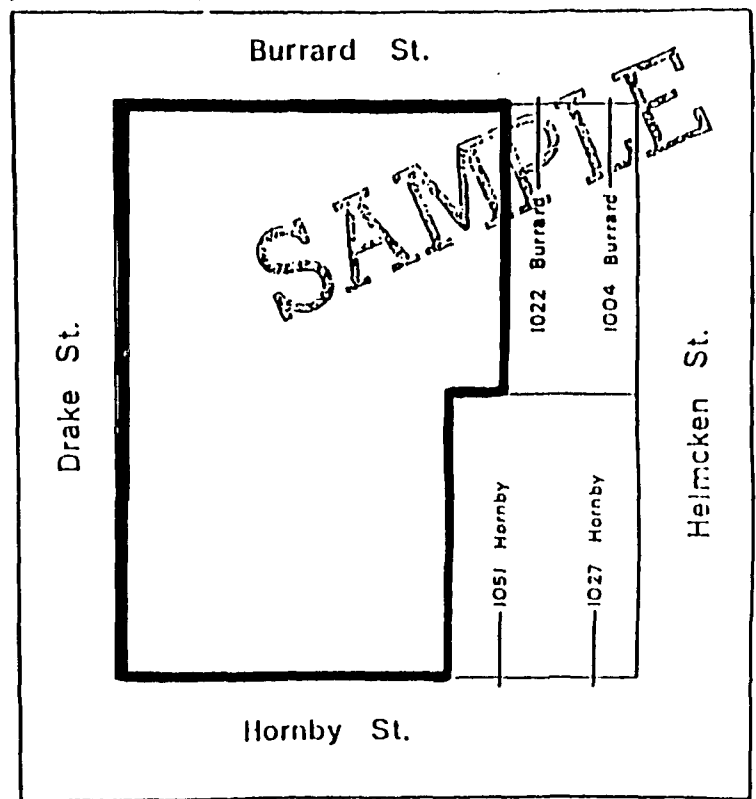 Burrard St.
SAMPLE
1022 Burrard
1004 Burrard
Drake St.
Helmcken St.
1051 Hornby
1027 Hornby
Hornby St.